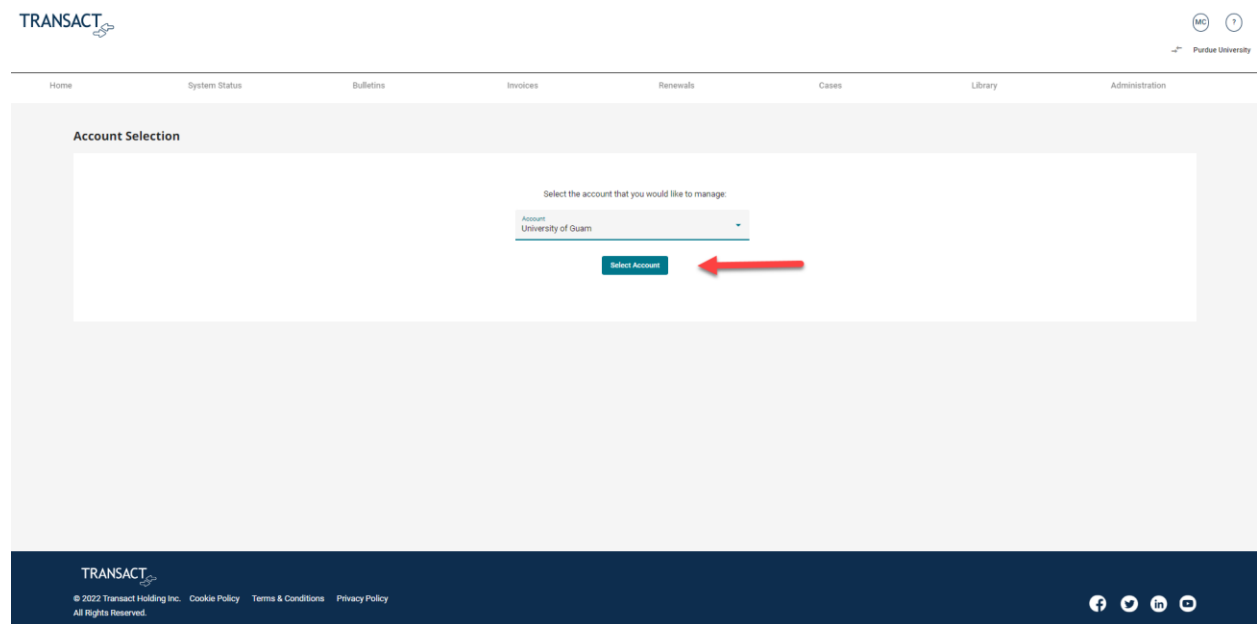 TRANSACT
MC ?
Purdue University
Home System Status Bulletins Invoices Renewals Cases Library Administration
Account Selection
Select the account that you would like to manage:
Account
University of Guam
Select Account
TRANSACT
© 2022 Transact Holding Inc. Cookie Policy Terms & Conditions Privacy Policy
All Rights Reserved.